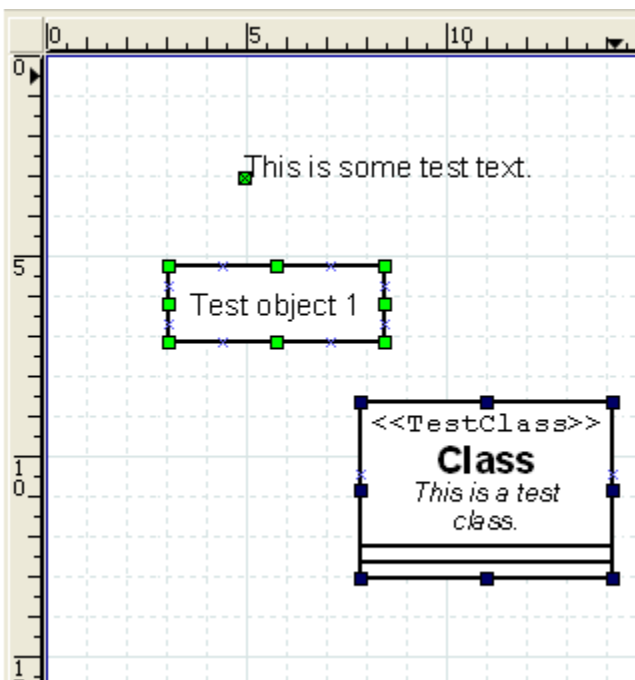 0 5 10
0
This is some test text.
5
Test object 1
<<TestClass>>
Class
This is a test
class.
1
0
1